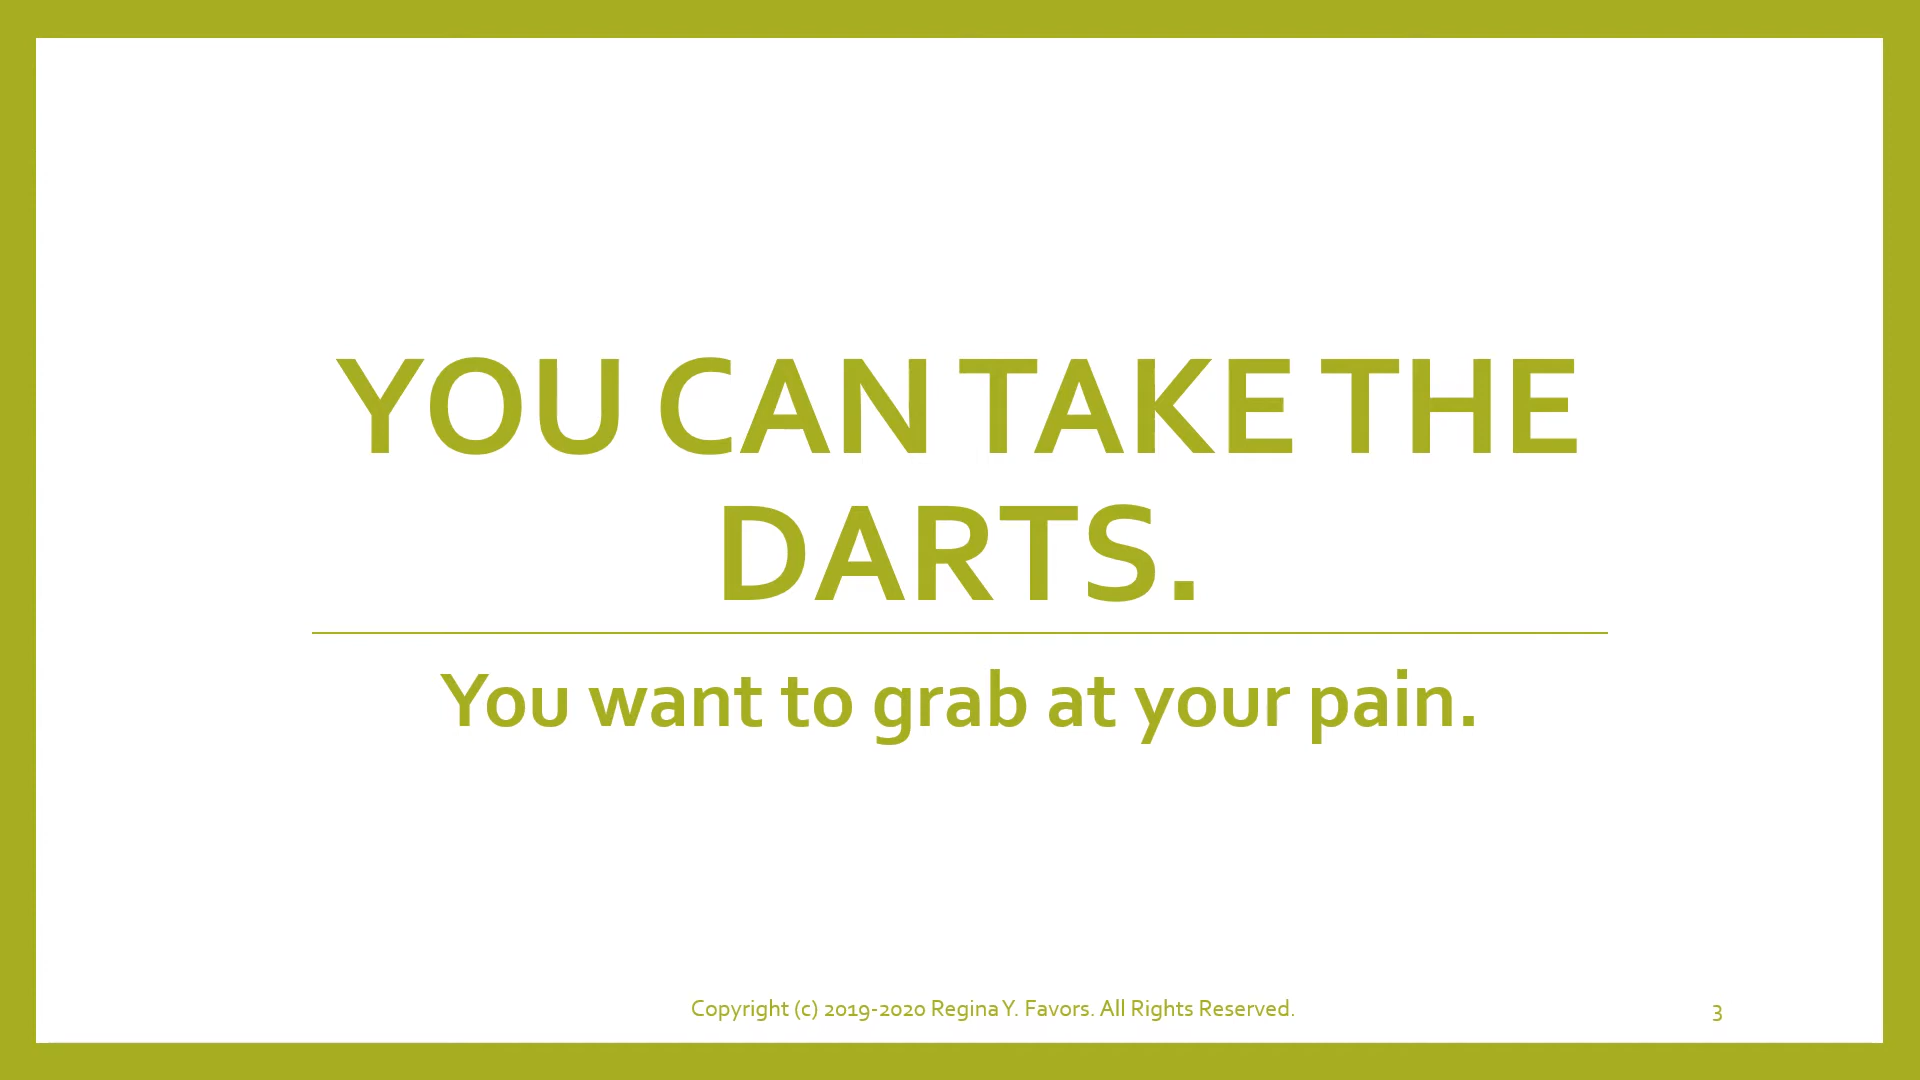 YOU CAN TAKE THE
DARTS.
You want to grab at your pain.
Copyright (c) 2019-2020 Regina Y. Favors. All Rights Reserved.
3